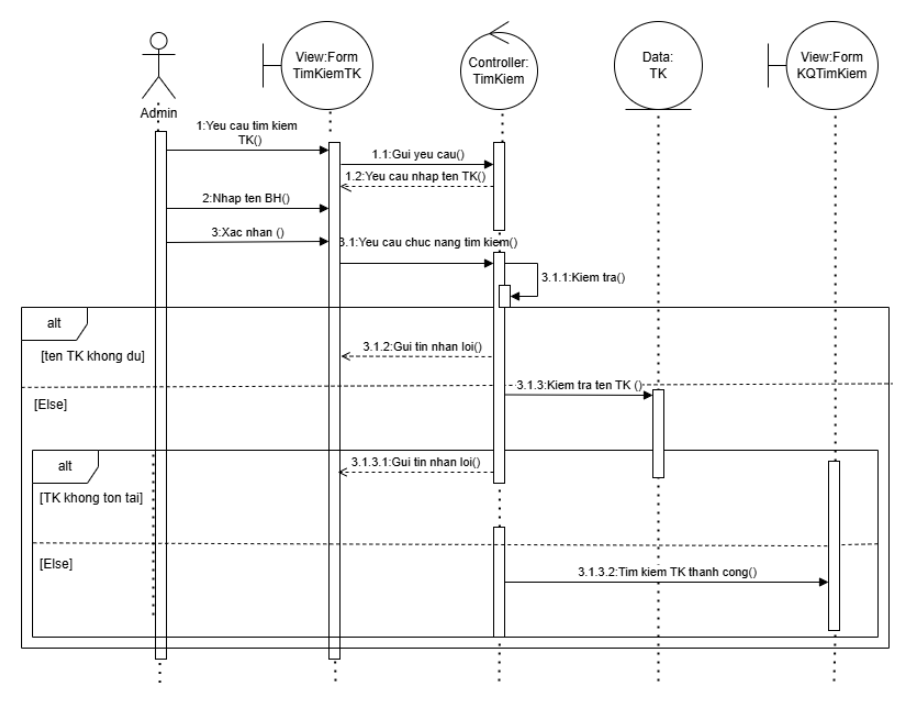 View:Form
TimKiemTK
Controller:
TimKiem
Data:
TK
View:Form
KQTimKiem
Admin
1:Yeu cau tim kiem
TK()
1.1:Gui yeu cau()
1.2:Yeu cau nhap ten TK()
2:Nhap ten BH()
3:Xac nhan ()
3.1:Yeu cau chuc nang tim kiem()
3.1.1:Kiem tra()
alt
3.1.2:Gui tin nhan loi()
[ten TK khong du]
3.1.3:Kiem tra ten TK ()
[Else]
alt
3.1.3.1:Gui tin nhan loi()
[TK khong ton tai]
[Else]
3.1.3.2:Tim kiem TK thanh cong()